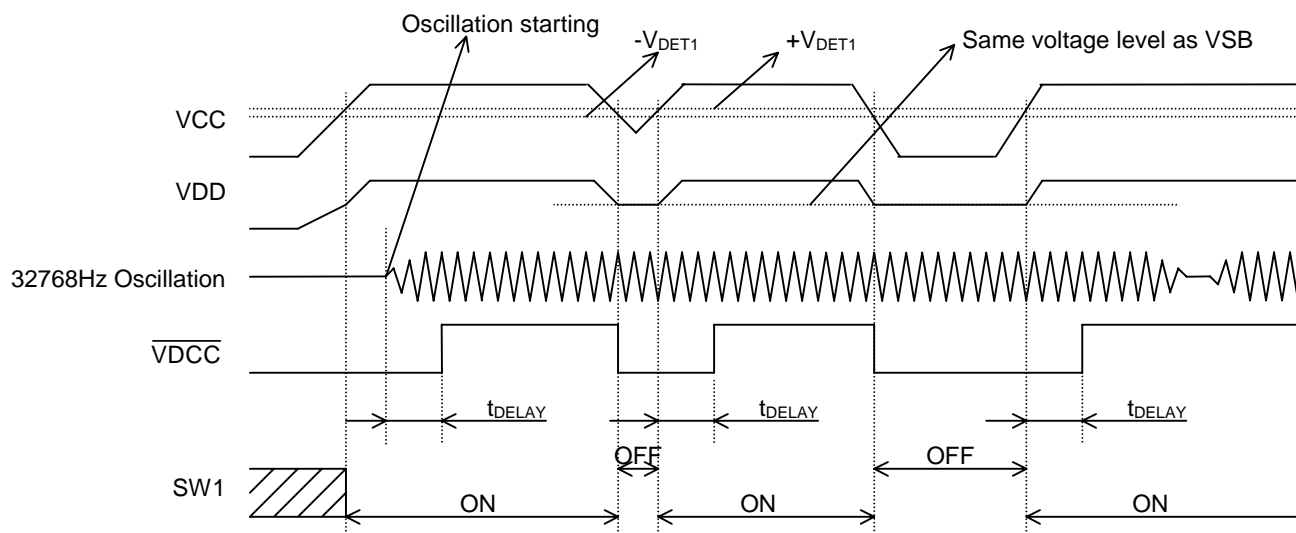 Oscillation starting
-VDET1
+VDET1
Same voltage level as VSB
VCC
VDD
32768Hz Oscillation
VDCC
tDELAY
tDELAY
tDELAY
OFF
OFF
SW1
ON
ON
ON